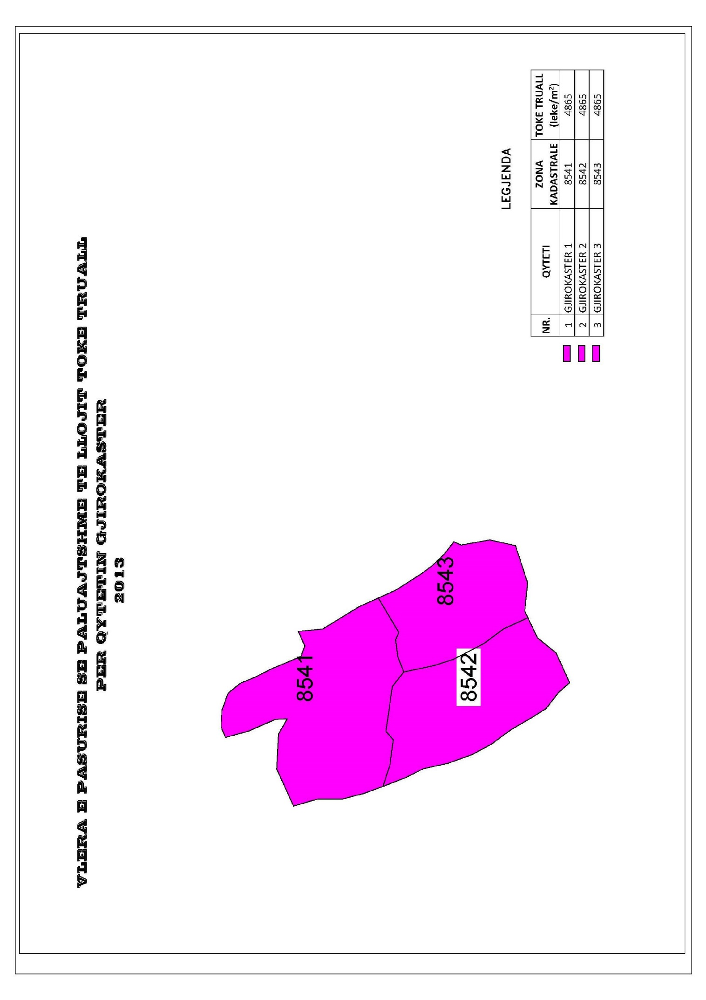 VLERA E PASURISE SE PALUAJTSHME TE LLOJIT TOKE TRUALL
PER QYTETIN GJIROKASTER
2013
8541
8543
8542
LEGJENDA
NR. QYTETI ZONA KADASTRALE TOKE TRUALL (leke/m²)
1 GJIROKASTER 1 8541 4865
2 GJIROKASTER 2 8542 4865
3 GJIROKASTER 3 8543 4865